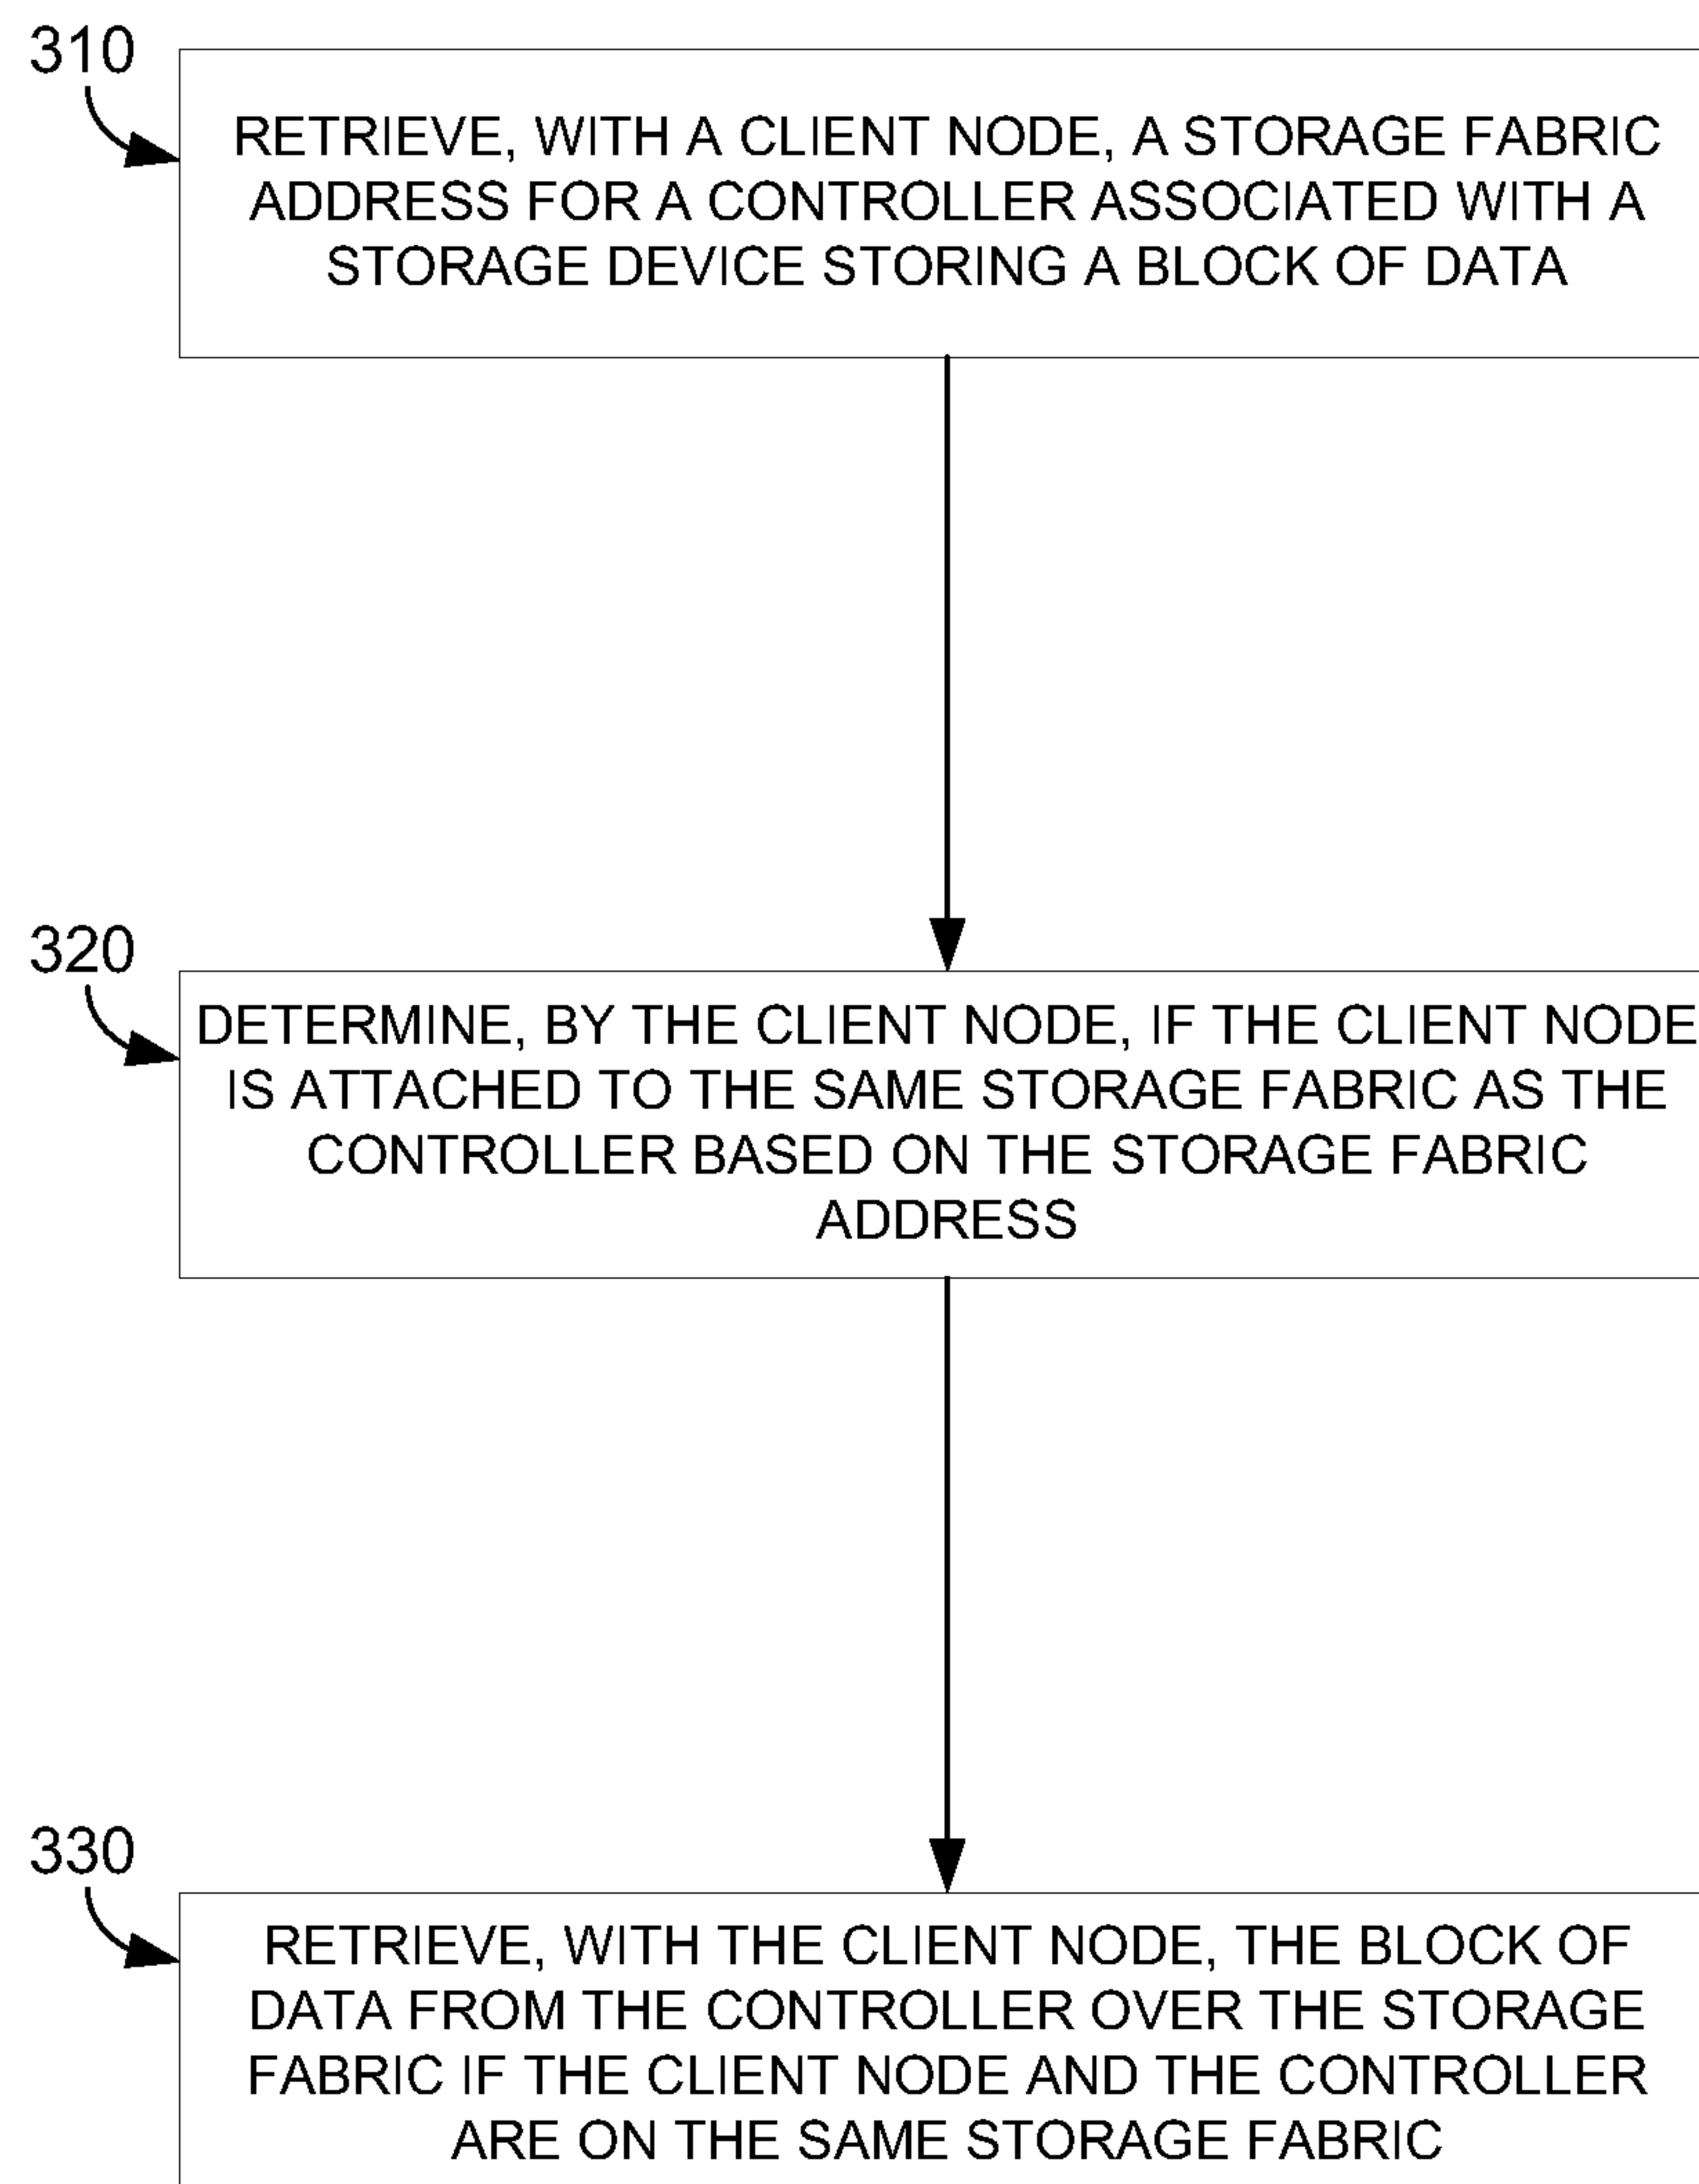 310
RETRIEVE, WITH A CLIENT NODE, A STORAGE FABRIC
ADDRESS FOR A CONTROLLER ASSOCIATED WITH A
STORAGE DEVICE STORING A BLOCK OF DATA
320
DETERMINE, BY THE CLIENT NODE, IF THE CLIENT NODE
IS ATTACHED TO THE SAME STORAGE FABRIC AS THE
CONTROLLER BASED ON THE STORAGE FABRIC
ADDRESS
330
RETRIEVE, WITH THE CLIENT NODE, THE BLOCK OF
DATA FROM THE CONTROLLER OVER THE STORAGE
FABRIC IF THE CLIENT NODE AND THE CONTROLLER
ARE ON THE SAME STORAGE FABRIC